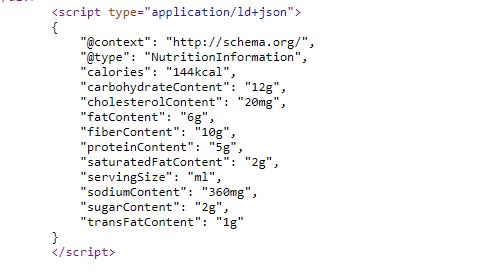 <script type="application/ld+json">
{
"@context": "http://schema.org/",
"@type": "NutritionInformation",
"calories": "144kcal",
"carbohydrateContent": "12g",
"cholesterolContent": "20mg",
"fatContent": "6g",
"fiberContent": "10g",
"proteinContent": "5g",
"saturatedFatContent": "2g",
"servingSize": "ml",
"sodiumContent": "360mg",
"sugarContent": "2g",
"transFatContent": "1g"
}
</script>